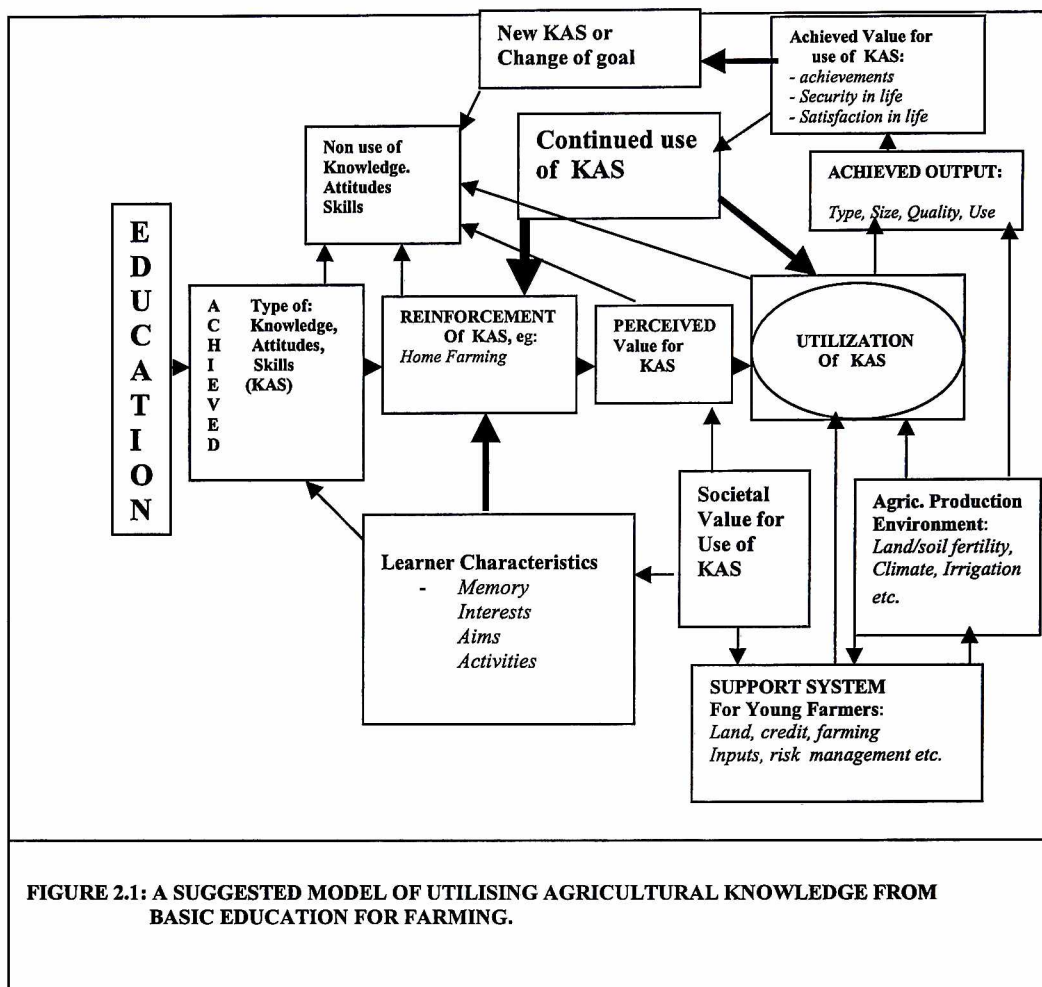 New KAS or
Change of goal
Achieved Value for
use of KAS:
- achievements
- Security in life
- Satisfaction in life
Continued use
of KAS
Non use of
Knowledge.
Attitudes
Skills
ACHIEVED OUTPUT:
Type, Size, Quality, Use
EDUCATION
ACHIEVED
Type of:
Knowledge,
Attitudes,
Skills
(KAS)
REINFORCEMENT
Of KAS, eg:
Home Farming
PERCEIVED
Value for
KAS
UTILIZATION
Of KAS
Learner Characteristics
- Memory
Interests
Aims
Activities
Societal
Value for
Use of
KAS
Agric. Production
Environment:
Land/soil fertility,
Climate, Irrigation
etc.
SUPPORT SYSTEM
For Young Farmers:
Land, credit, farming
Inputs, risk management etc.
FIGURE 2.1: A SUGGESTED MODEL OF UTILISING AGRICULTURAL KNOWLEDGE FROM
BASIC EDUCATION FOR FARMING.